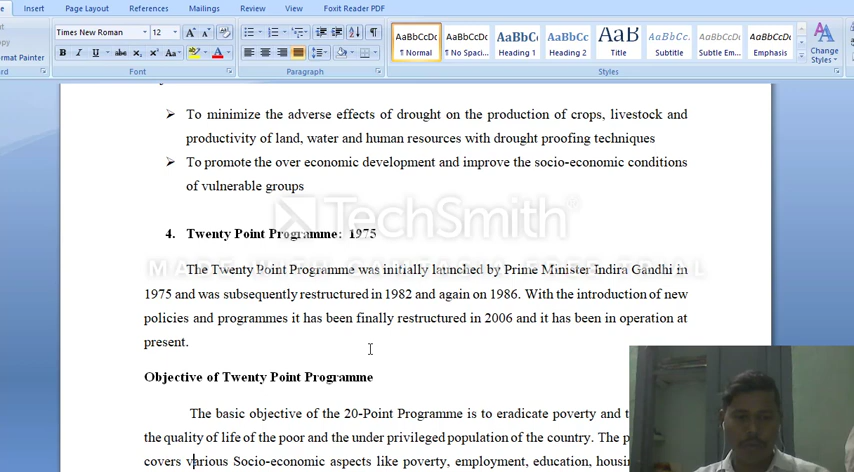 Insert Page Layout References Mailings Review View Foxit Reader PDF
Times New Roman 12
AaBbCcDc AaBbCcDc AaBbC AaBbCc AaB AaBbCc AaBbCcDc AaBbCcDc
¶ Normal ¶ No Spaci... Heading 1 Heading 2 Title Subtitle Subtle Em... Emphasis Change Styles
Format Painter
Font Paragraph Styles
➢ To minimize the adverse effects of drought on the production of crops, livestock and
productivity of land, water and human resources with drought proofing techniques
➢ To promote the over economic development and improve the socio-economic conditions
of vulnerable groups
TechSmith
4. Twenty Point Programme: 1975
MADE WITH CAMTASIA FREE TRIAL
The Twenty Point Programme was initially launched by Prime Minister Indira Gandhi in
1975 and was subsequently restructured in 1982 and again on 1986. With the introduction of new
policies and programmes it has been finally restructured in 2006 and it has been in operation at
present.
Objective of Twenty Point Programme
The basic objective of the 20-Point Programme is to eradicate poverty and
the quality of life of the poor and the under privileged population of the country. The
covers various Socio-economic aspects like poverty, employment, education,